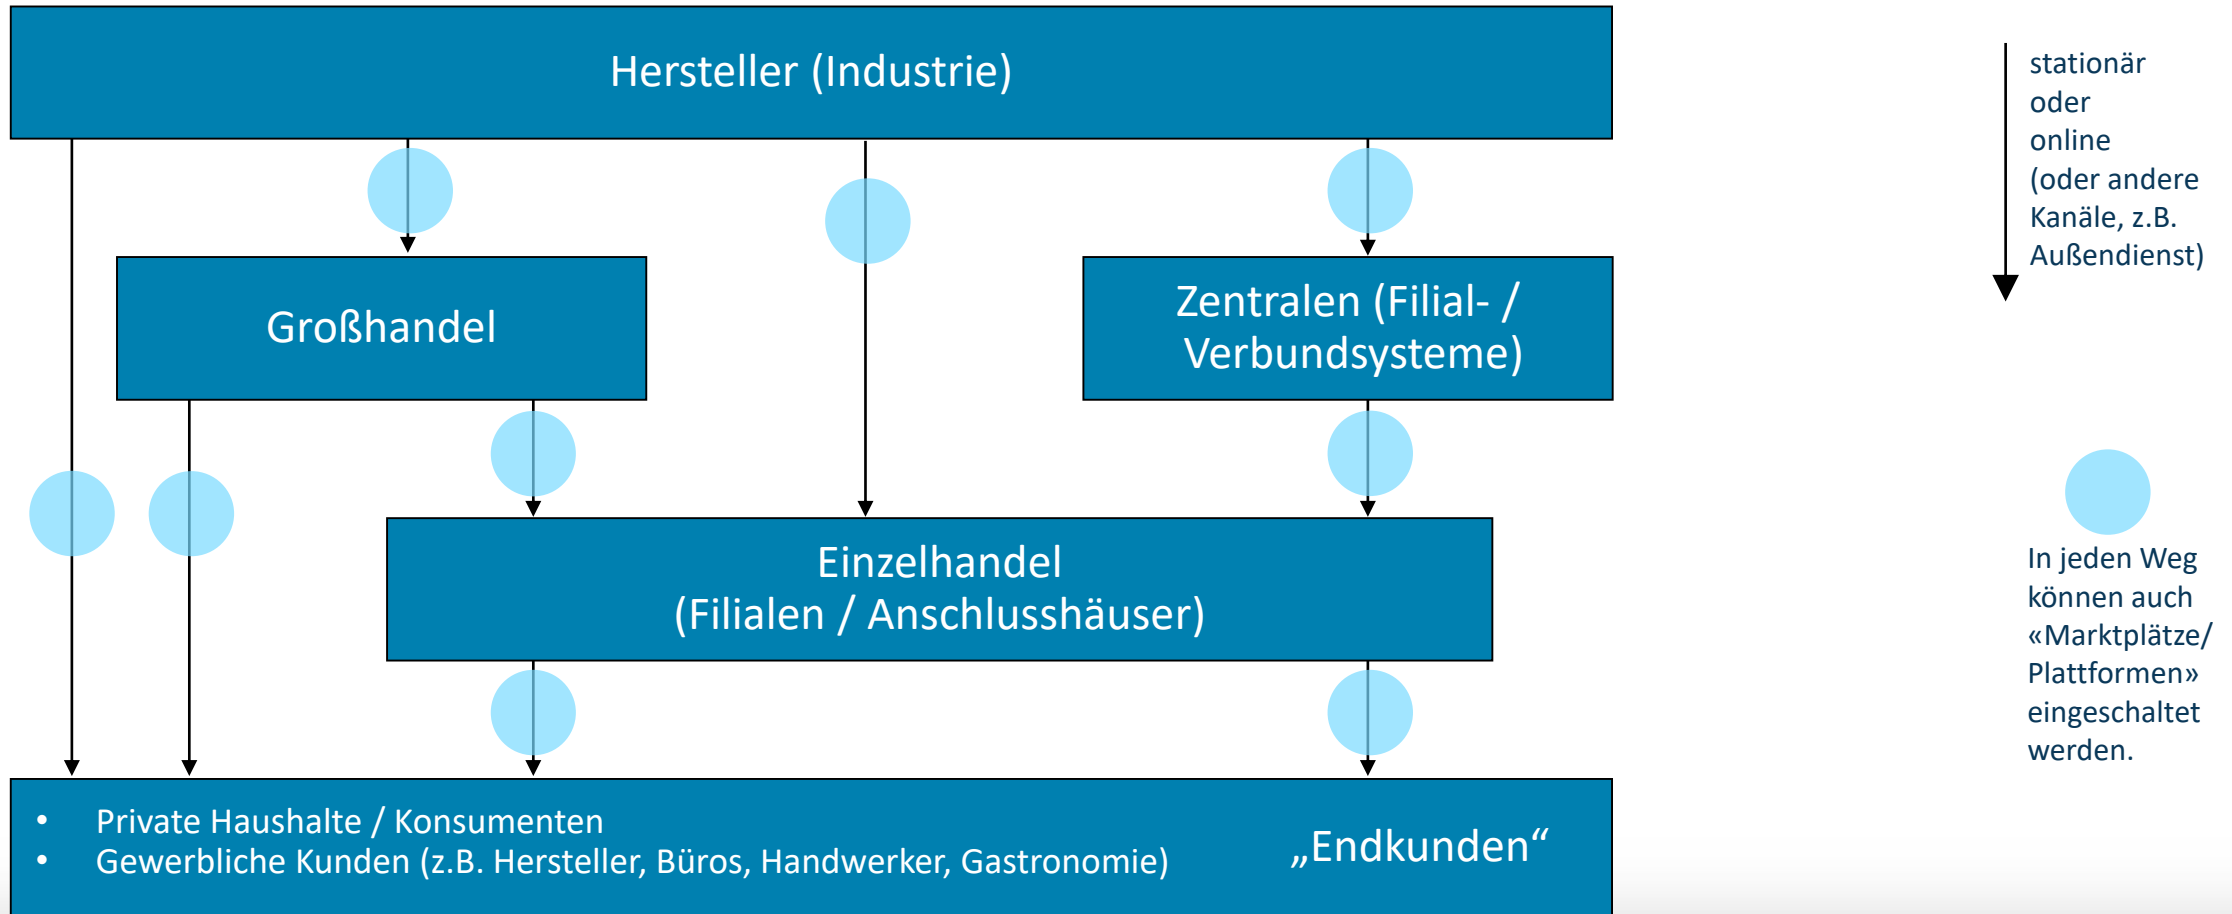 Hersteller (Industrie)
stationär
oder
online
(oder andere
Kanäle, z.B.
Außendienst)
Großhandel
Zentralen (Filial- /
Verbundsysteme)
Einzelhandel
(Filialen / Anschlusshäuser)
In jeden Weg
können auch
«Marktplätze/
Plattformen»
eingeschaltet
werden.
• Private Haushalte / Konsumenten
• Gewerbliche Kunden (z.B. Hersteller, Büros, Handwerker, Gastronomie)
„Endkunden“